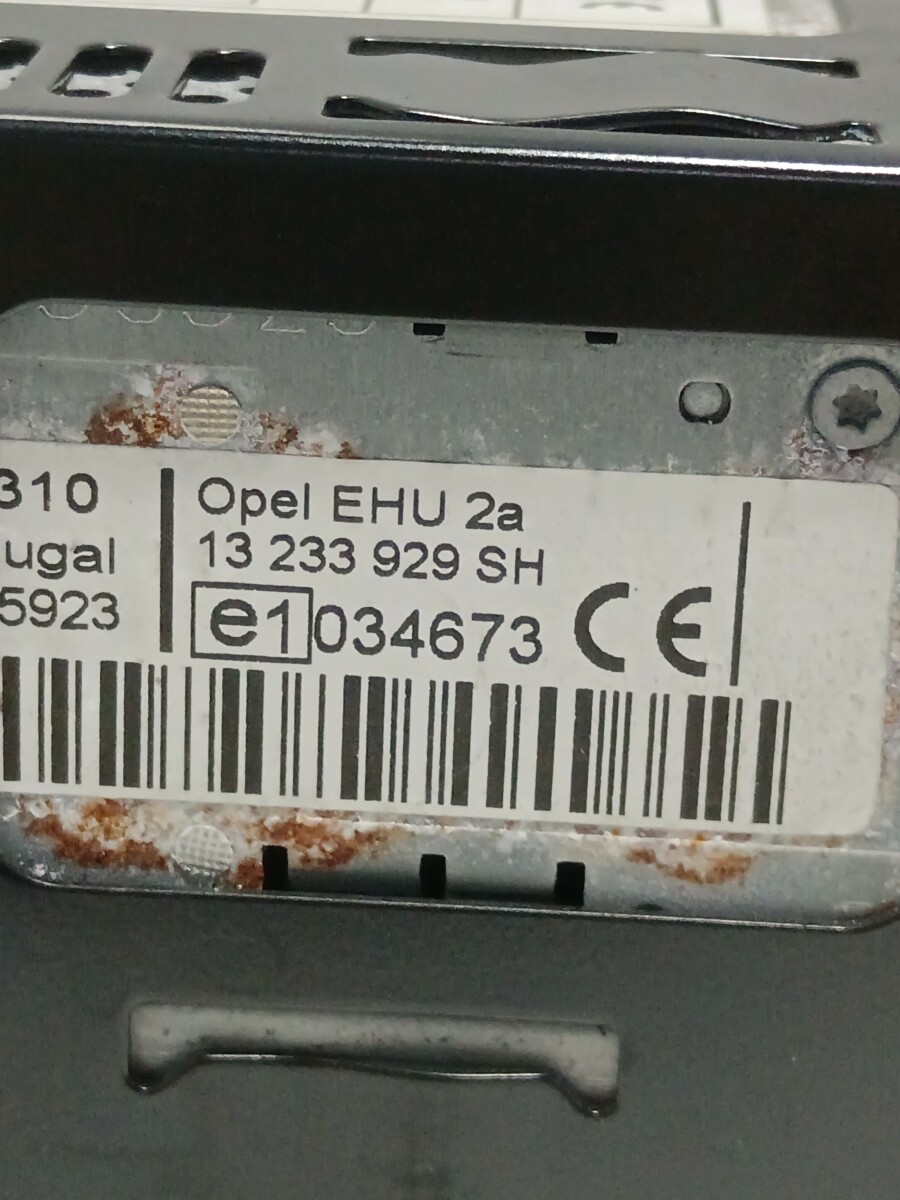 310
ugal
5923
Opel EHU 2a
13 233 929 SH
e1 034673 CE